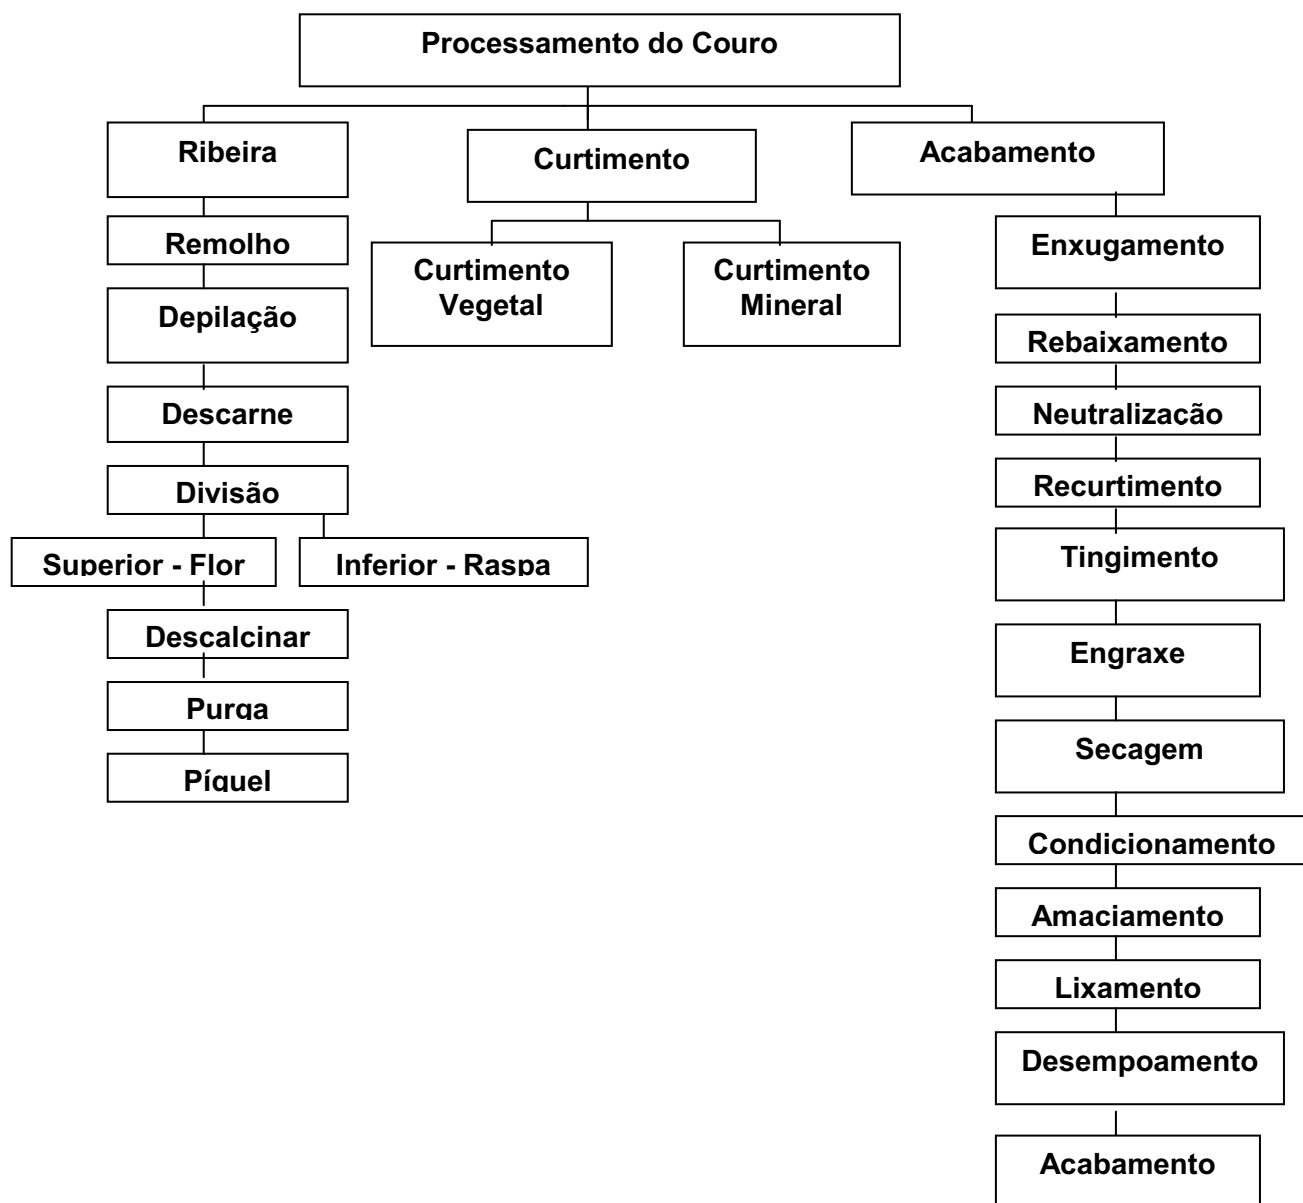 Processamento do Couro
Ribeira
Curtimento
Acabamento
Remolho
Depilação
Descarne
Divisão
Superior - Flor
Inferior - Raspa
Descalcinar
Purga
Píquel
Curtimento
Vegetal
Curtimento
Mineral
Enxugamento
Rebaixamento
Neutralização
Recurtimento
Tingimento
Engraxe
Secagem
Condicionamento
Amaciamento
Lixamento
Desempoamento
Acabamento